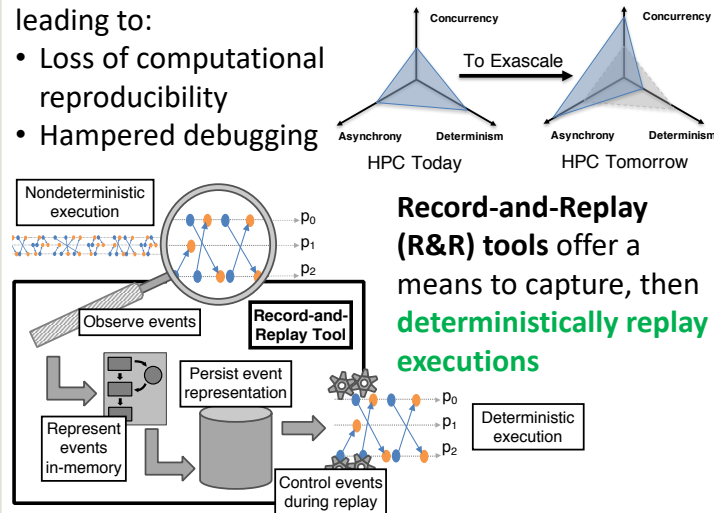 leading to:
• Loss of computational
reproducibility
• Hampered debugging
Concurrency
Asynchrony
Determinism
HPC Today
To Exascale
Concurrency
Asynchrony
Determinism
HPC Tomorrow
Nondeterministic
execution
p0
p1
p2
Observe events
Record-and-
Replay Tool
Represent
events
in-memory
Persist event
representation
Control events
during replay
p0
p1
p2
Deterministic
execution
Record-and-Replay
(R&R) tools offer a
means to capture, then
deterministically replay
executions